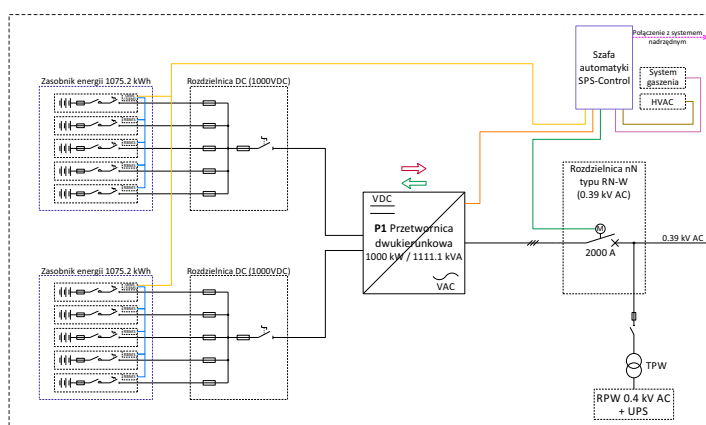 Połączenie z systemem
nadrzędnym
Szafa
automatyki
SPS-Control
System
gaszenia
HVAC
Zasobnik energii 1075.2 kWh
Rozdzielnica DC (1000VDC)
Rozdzielnica nN
typu RN-W
(0.39 kV AC)
M
2000 A
0.39 kV AC
VDC
P1 Przetwornica
dwukierunkowa
1000 kW / 1111.1 kVA
VAC
Zasobnik energii 1075.2 kWh
Rozdzielnica DC (1000VDC)
TPW
RPW 0.4 kV AC
+ UPS